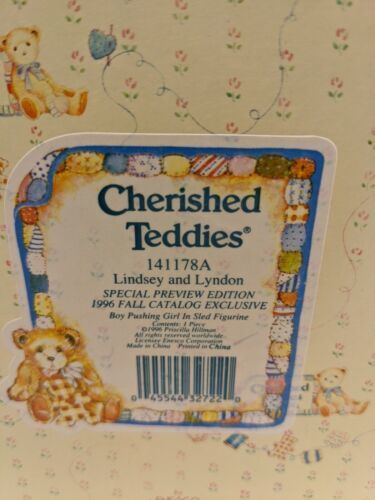 Cherished
Teddies®
141178A
Lindsey and Lyndon
SPECIAL PREVIEW EDITION
1996 FALL CATALOG EXCLUSIVE
Boy Pushing Girl In Sled Figurine
Contents: 1 Piece
©1996 Priscilla Hillman
All rights reserved worldwide.
Licensee Enesco Corporation
Made in China Printed in China
0 45544 32722 0